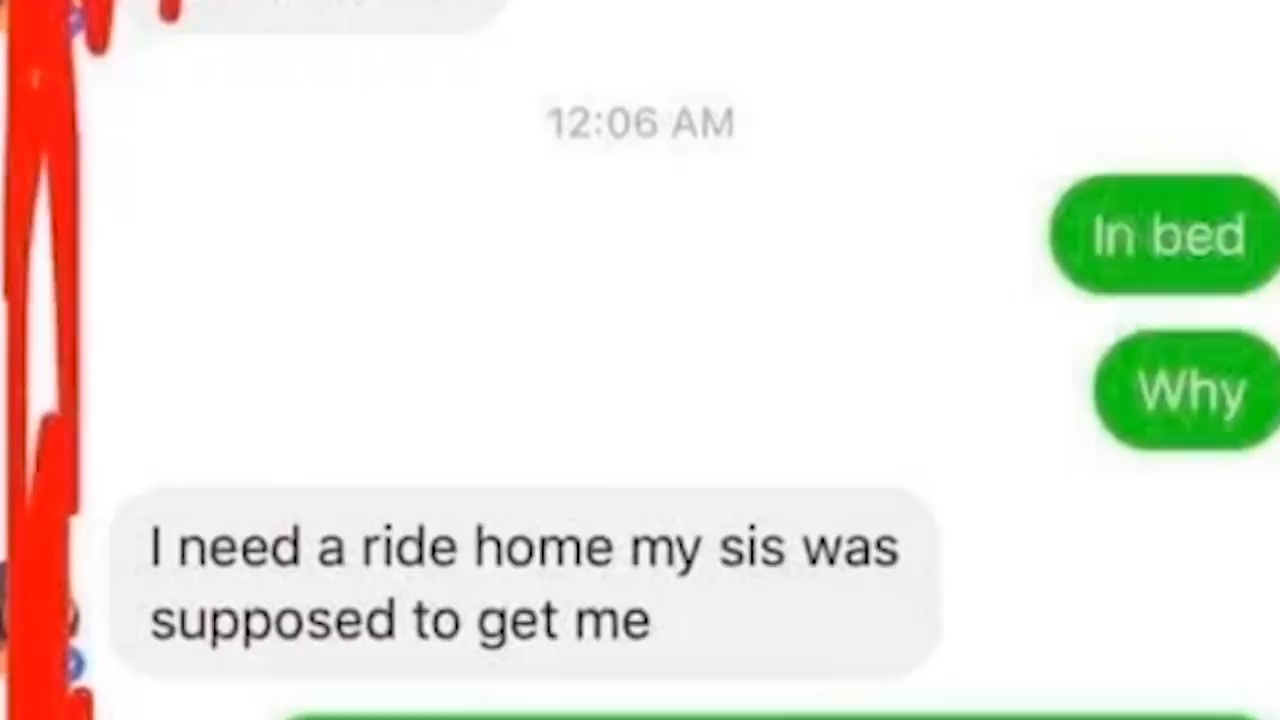 12:06 AM
In bed
Why
I need a ride home my sis was
supposed to get me